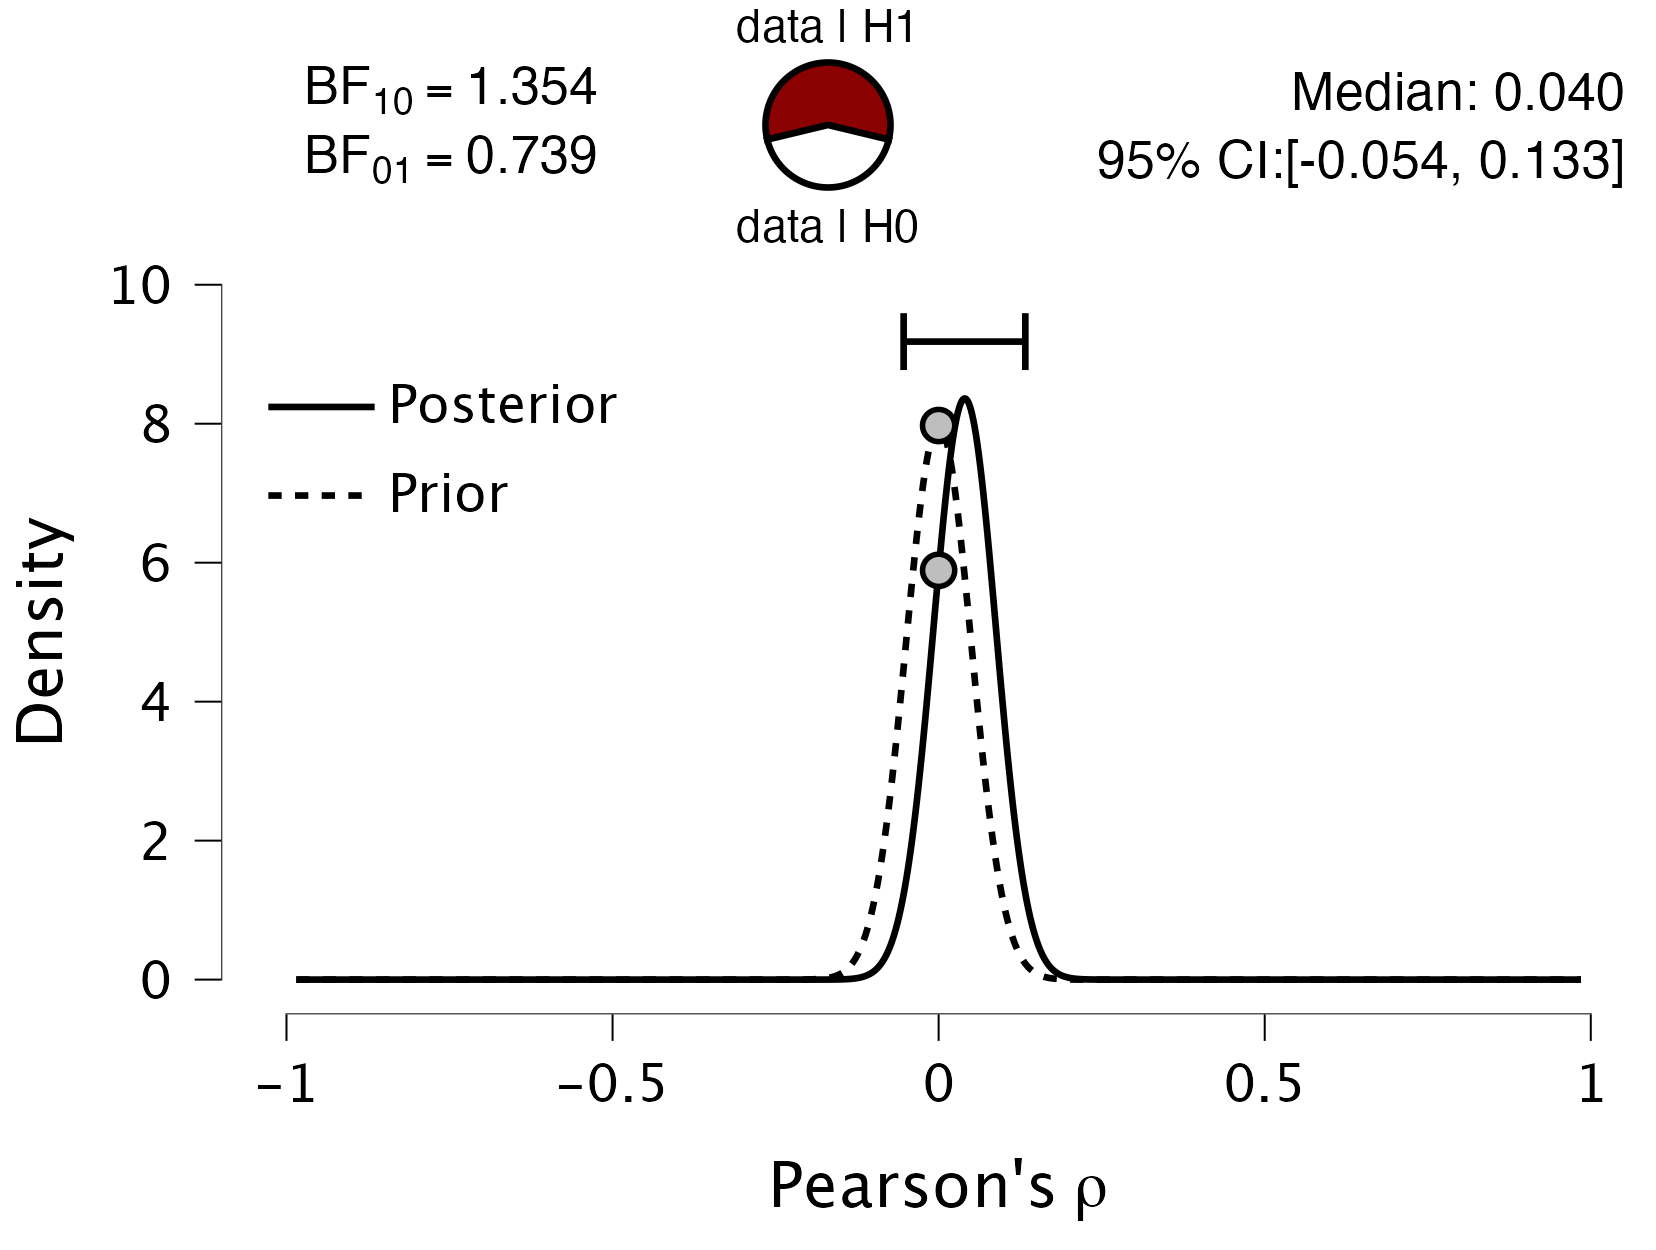 data | H1
BF10 = 1.354
BF01 = 0.739
Median: 0.040
95% CI:[-0.054, 0.133]
data | H0
10
8
6
4
2
0
Posterior
Prior
Density
−1
−0.5
0
0.5
1
Pearson's ρ